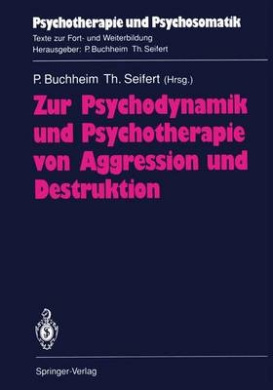 Psychotherapie und Psychosomatik
Texte zur Fort- und Weiterbildung
Herausgeber: P. Buchheim Th. Seifert
P. Buchheim Th. Seifert (Hrsg.)
Zur Psychodynamik
und Psychotherapie
von Aggression und
Destruktion
Springer-Verlag